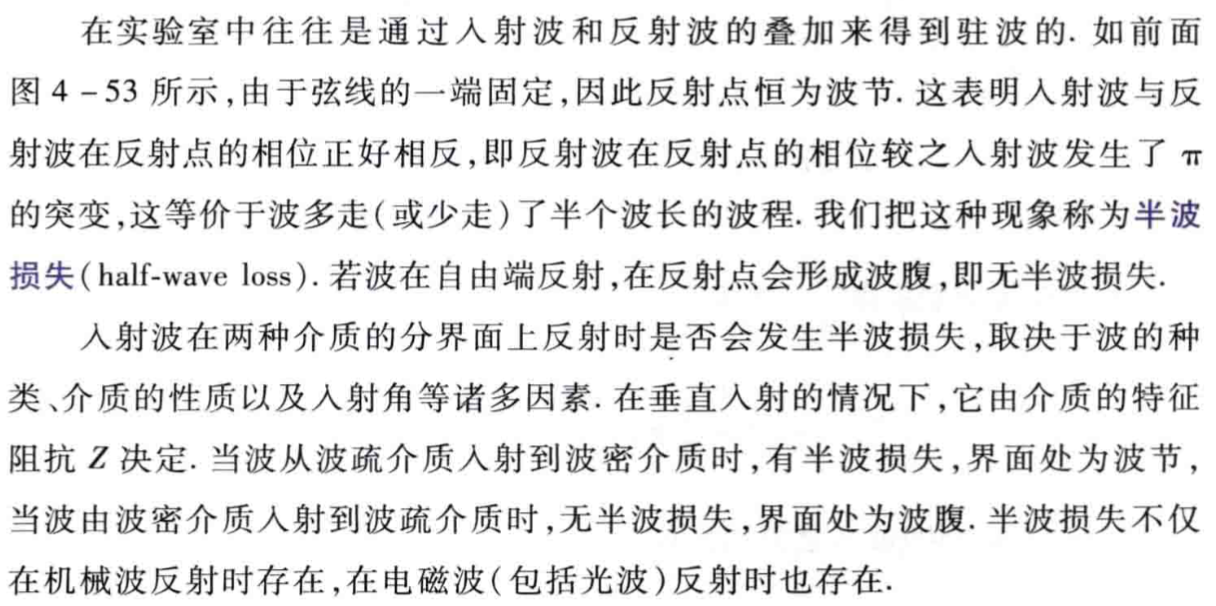 在实验室中往往是通过入射波和反射波的叠加来得到驻波的. 如前面
图 4 – 53 所示,由于弦线的一端固定,因此反射点恒为波节. 这表明入射波与反
射波在反射点的相位正好相反,即反射波在反射点的相位较之入射波发生了 π
的突变,这等价于波多走(或少走)了半个波长的波程. 我们把这种现象称为半波
损失(half-wave loss). 若波在自由端反射,在反射点会形成波腹,即无半波损失.
入射波在两种介质的分界面上反射时是否会发生半波损失,取决于波的种
类、介质的性质以及入射角等诸多因素. 在垂直入射的情况下,它由介质的特征
阻抗 Z 决定. 当波从波疏介质入射到波密介质时,有半波损失,界面处为波节,
当波由波密介质入射到波疏介质时,无半波损失,界面处为波腹. 半波损失不仅
在机械波反射时存在,在电磁波(包括光波)反射时也存在.